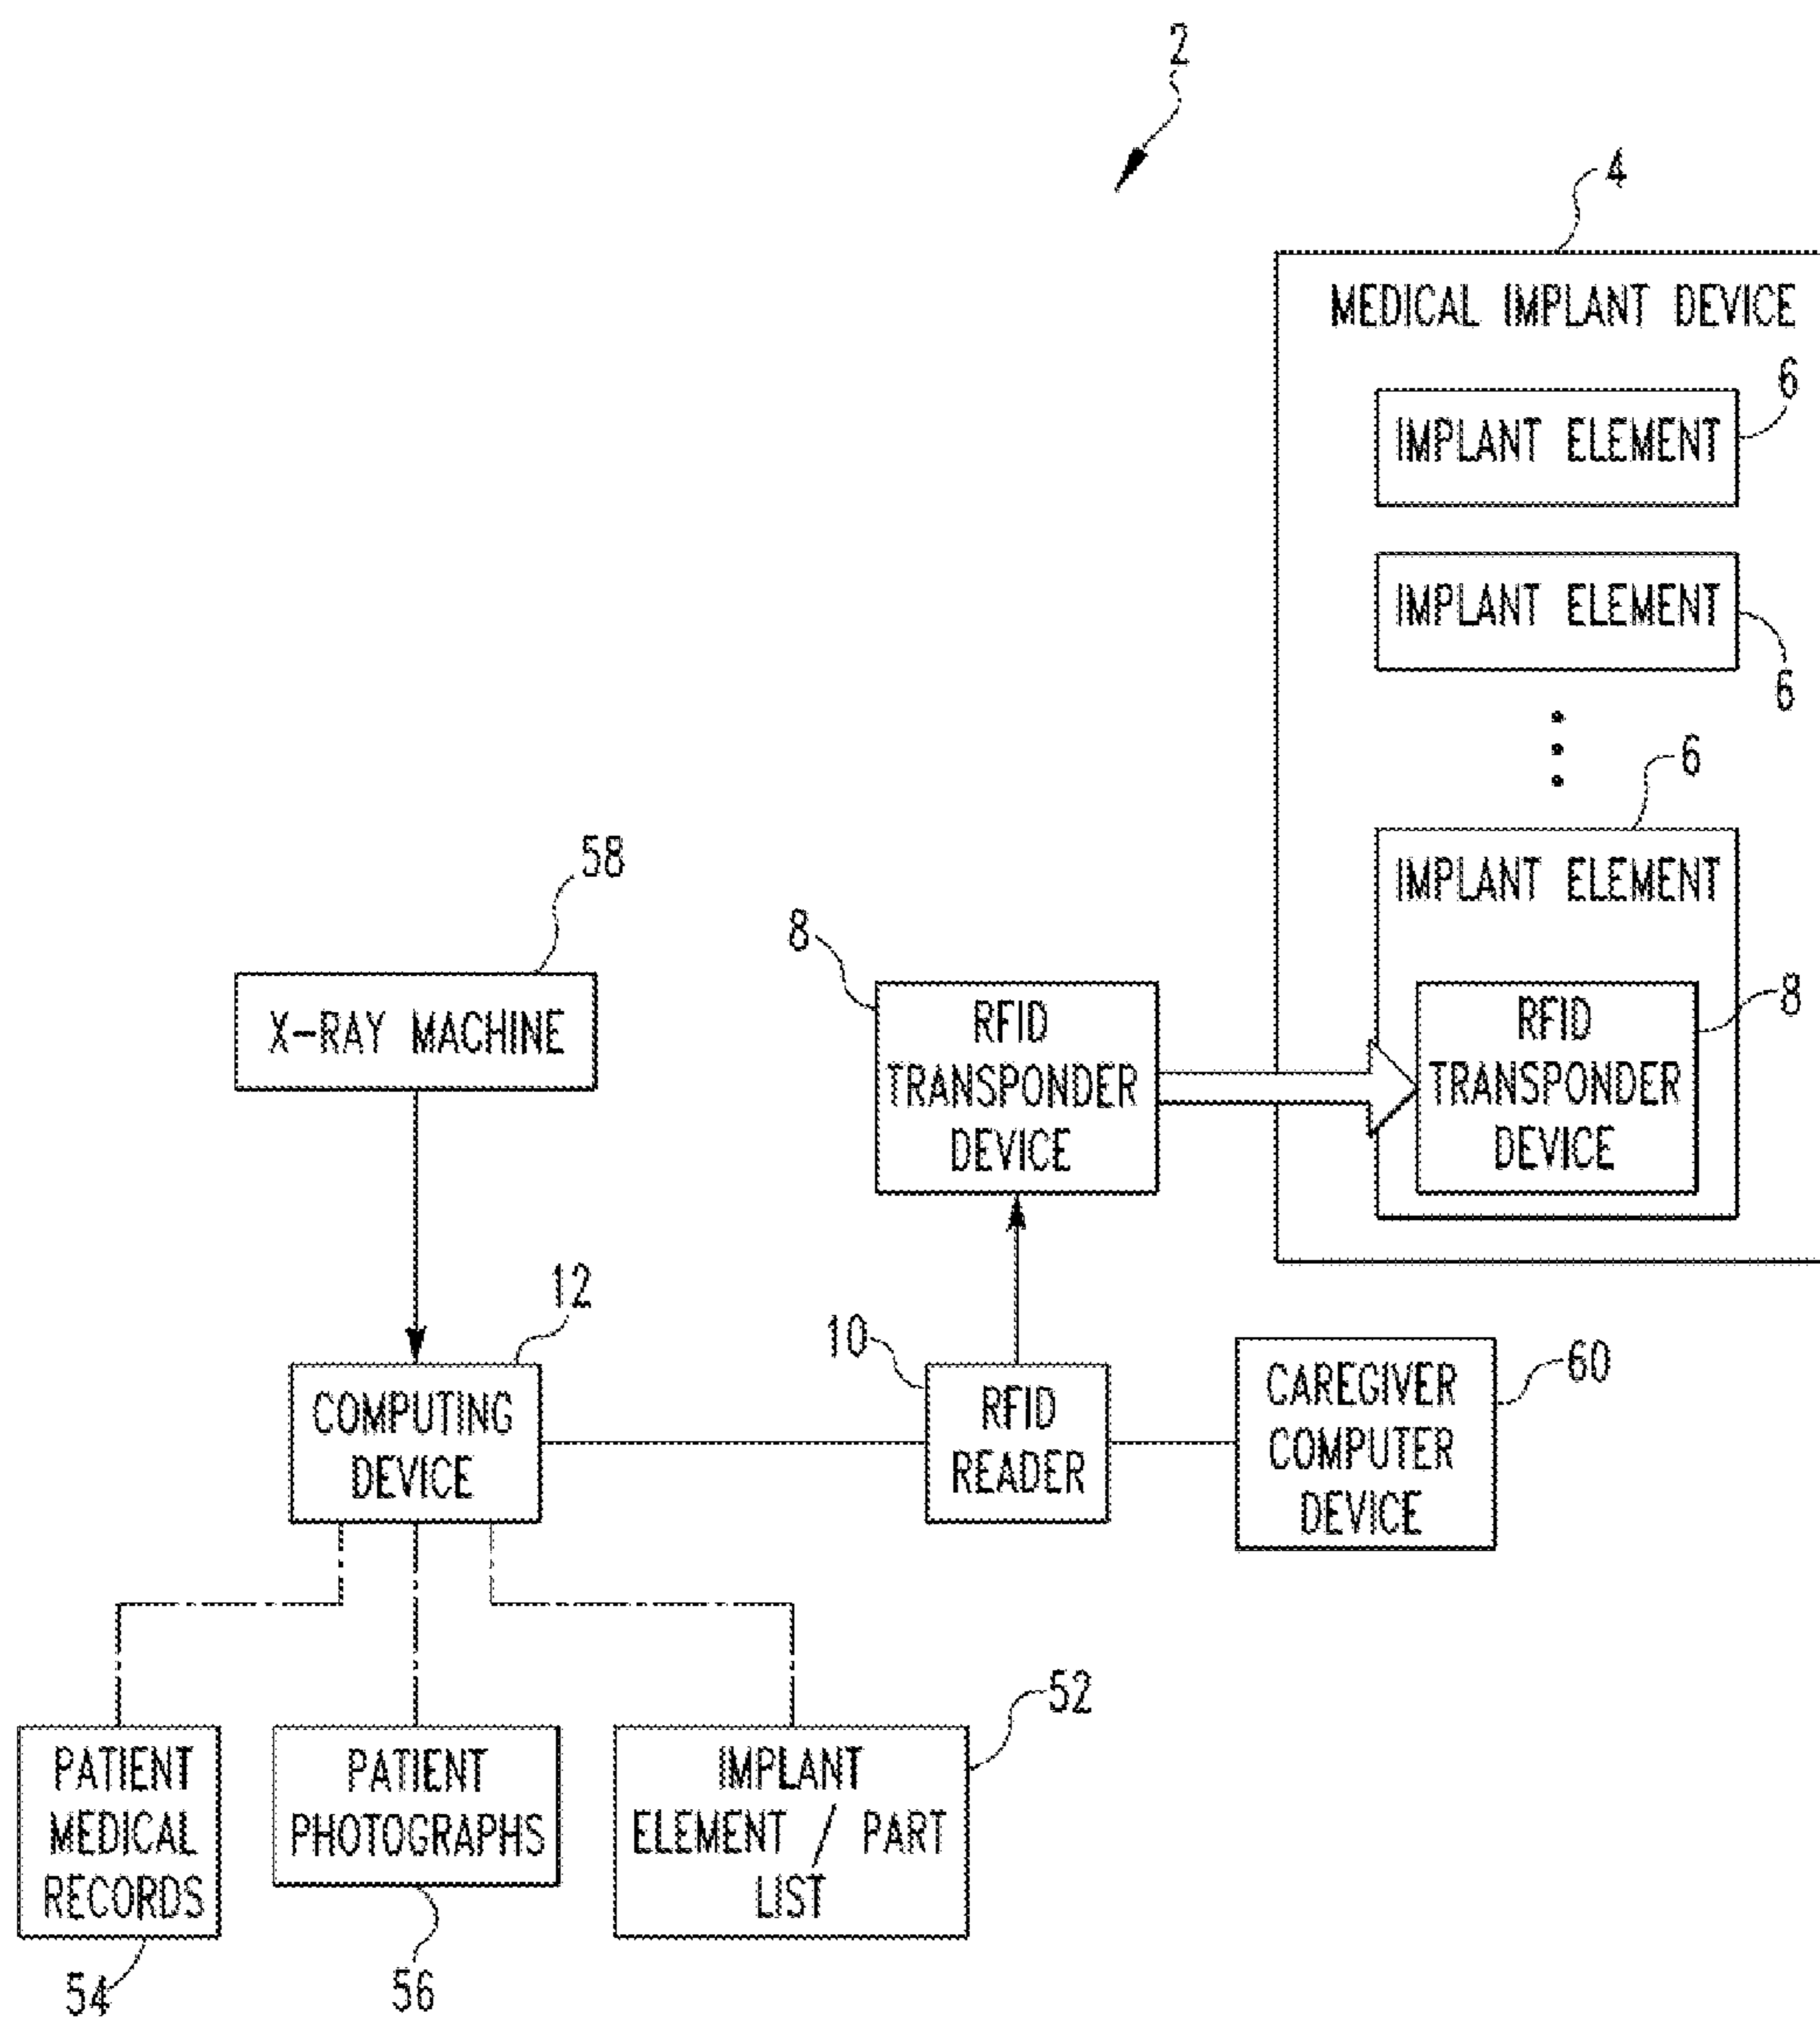 2
4
MEDICAL IMPLANT DEVICE
6
IMPLANT ELEMENT
IMPLANT ELEMENT
6
6
IMPLANT ELEMENT
58
X-RAY MACHINE
8
RFID
TRANSPONDER
DEVICE
8
RFID
TRANSPONDER
DEVICE
12
COMPUTING
DEVICE
10
RFID
READER
60
CAREGIVER
COMPUTER
DEVICE
PATIENT
MEDICAL
RECORDS
54
PATIENT
PHOTOGRAPHS
56
52
IMPLANT
ELEMENT / PART
LIST